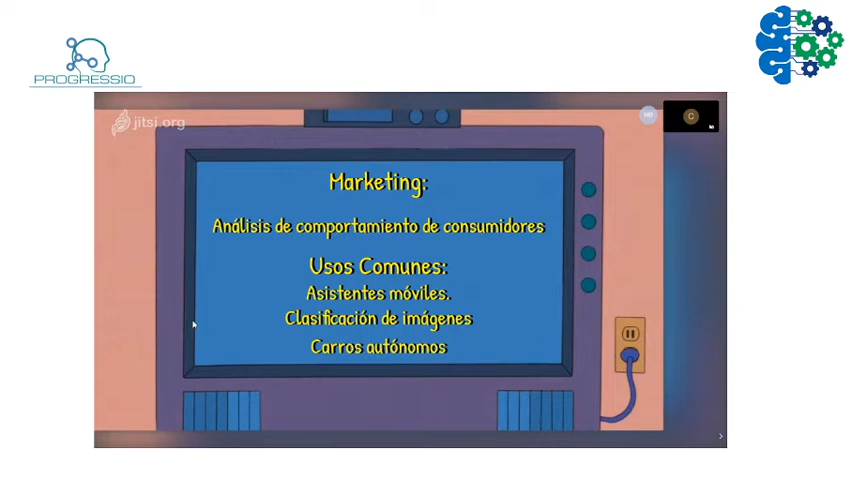 PROGRESSIO
jitsi.org
C
Marketing:
Análisis de comportamiento de consumidores
Usos Comunes:
Asistentes móviles.
Clasificación de imágenes
Carros autónomos